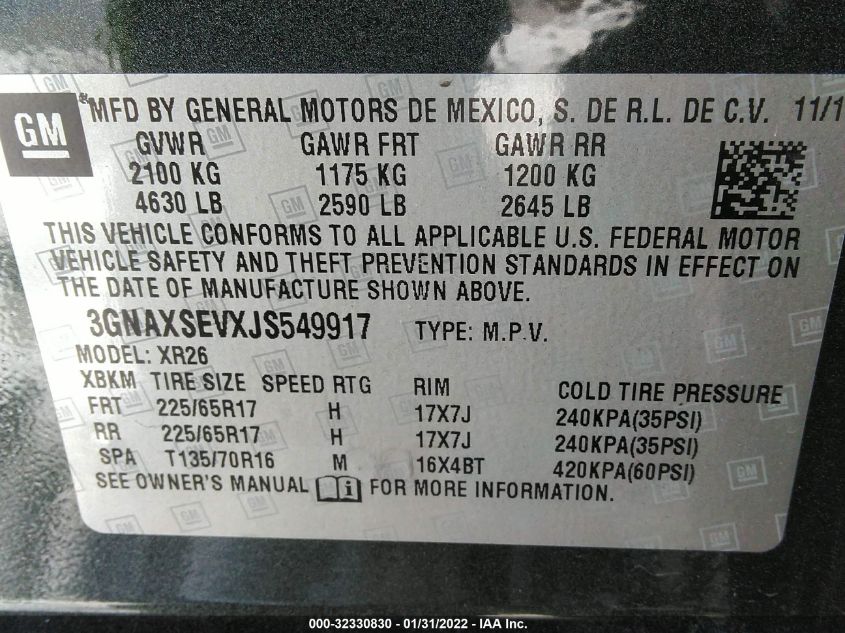 GM
MFD BY GENERAL MOTORS DE MEXICO, S. DE R.L. DE C.V. 11/1
GVWR GAWR FRT GAWR RR
2100 KG 1175 KG 1200 KG
4630 LB 2590 LB 2645 LB
THIS VEHICLE CONFORMS TO ALL APPLICABLE U.S. FEDERAL MOTOR
VEHICLE SAFETY AND THEFT PREVENTION STANDARDS IN EFFECT ON
THE DATE OF MANUFACTURE SHOWN ABOVE.
3GNAXSEVXJS549917 TYPE: M.P.V.
MODEL: XR26
XBKM TIRE SIZE SPEED RTG RIM COLD TIRE PRESSURE
FRT 225/65R17 H 17X7J 240KPA(35PSI)
RR 225/65R17 H 17X7J 240KPA(35PSI)
SPA T135/70R16 M 16X4BT 420KPA(60PSI)
SEE OWNER'S MANUAL FOR MORE INFORMATION.
000-32330830 - 01/31/2022 - IAA Inc.